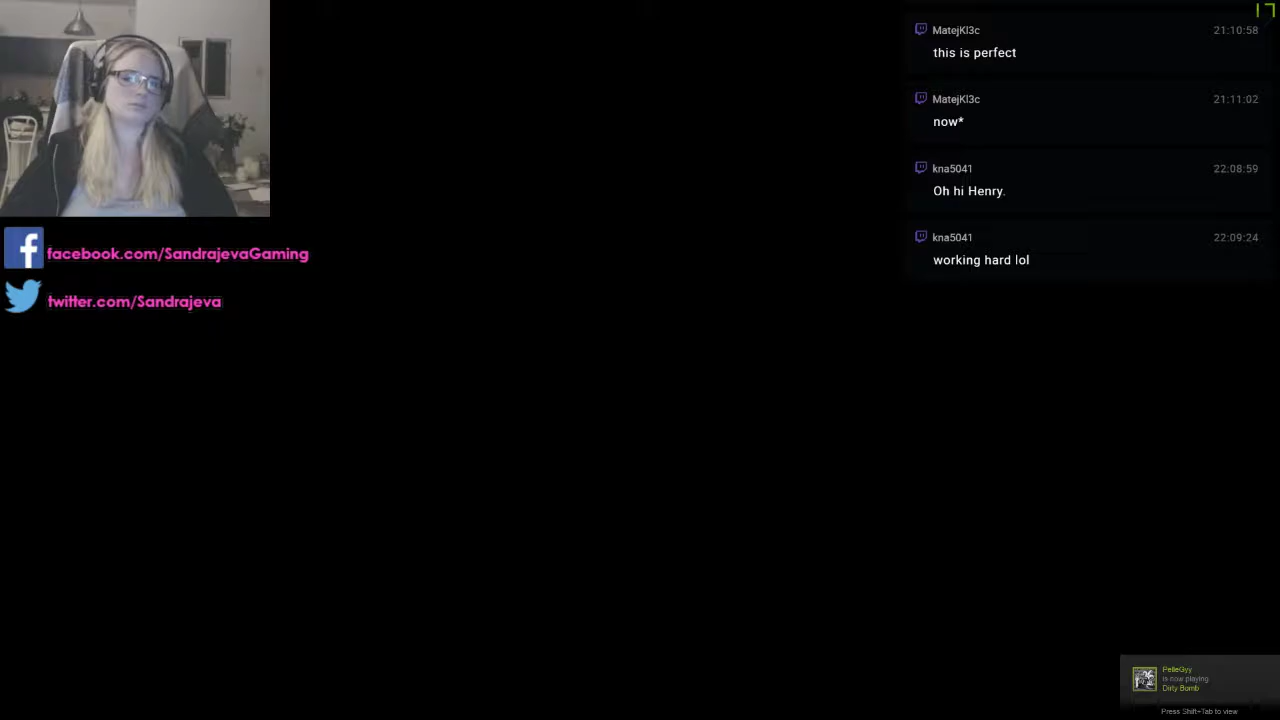 17
MatejKl3c 21:10:58
this is perfect
MatejKl3c 21:11:02
now*
kna5041 22:08:59
Oh hi Henry.
kna5041 22:09:24
working hard lol
facebook.com/SandrajevaGaming
twitter.com/Sandrajeva
PelleGyy
is now playing
Dirty Bomb
Press Shift+Tab to view